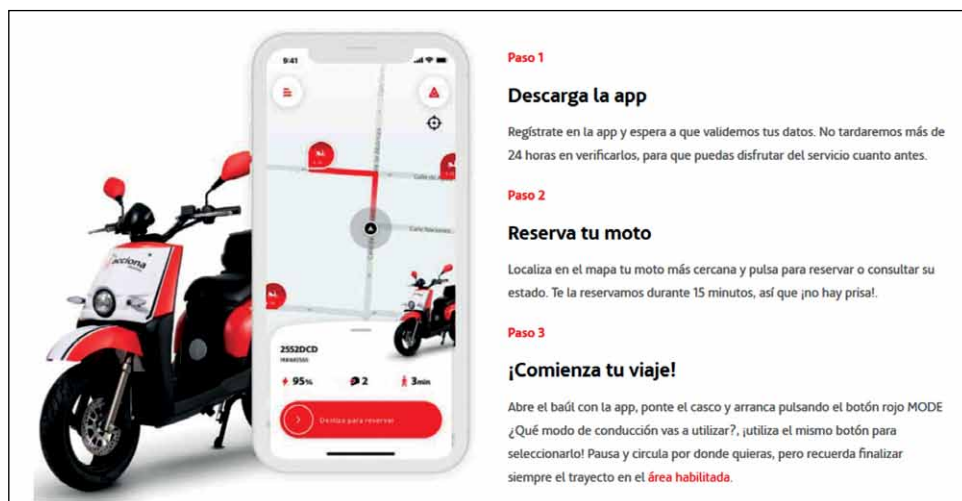 acciona
9:41
2552DCD
95%
2
3min
Desliza para reservar
Paso 1
Descarga la app
Regístrate en la app y espera a que validemos tus datos. No tardaremos más de
24 horas en verificarlos, para que puedas disfrutar del servicio cuanto antes.
Paso 2
Reserva tu moto
Localiza en el mapa tu moto más cercana y pulsa para reservar o consultar su
estado. Te la reservamos durante 15 minutos, así que ¡no hay prisa!.
Paso 3
¡Comienza tu viaje!
Abre el baúl con la app, ponte el casco y arranca pulsando el botón rojo MODE
¿Qué modo de conducción vas a utilizar?, ¡utiliza el mismo botón para
seleccionarlo! Pausa y circula por donde quieras, pero recuerda finalizar
siempre el trayecto en el área habilitada.